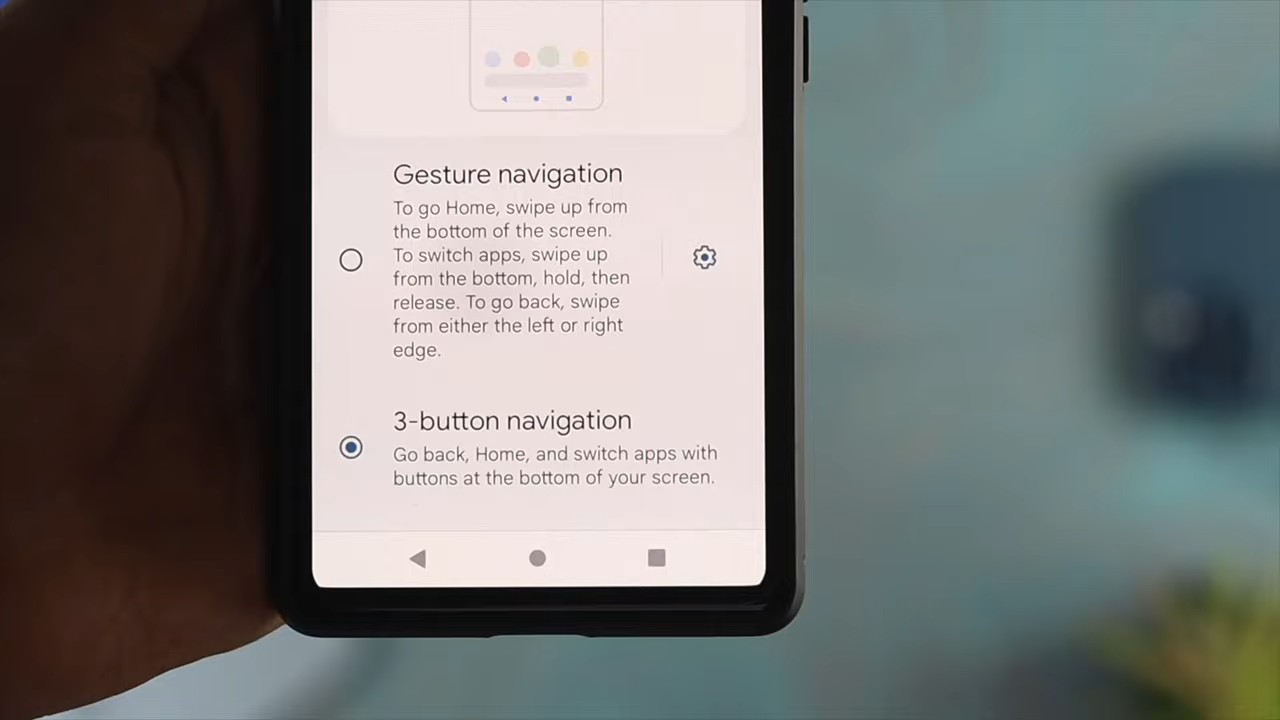 Gesture navigation
To go Home, swipe up from
the bottom of the screen.
To switch apps, swipe up
from the bottom, hold, then
release. To go back, swipe
from either the left or right
edge.
3-button navigation
Go back, Home, and switch apps with
buttons at the bottom of your screen.